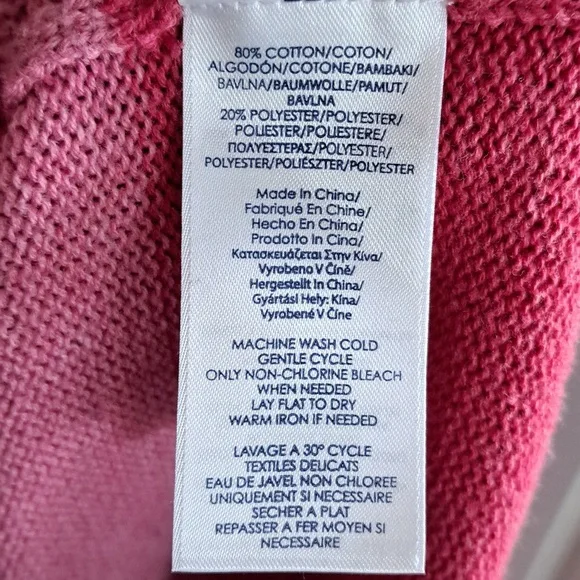 80% COTTON/COTON/
ALGODÓN/COTONE/BAMBAKI/
BAVLNA/BAUMWOLLE/PAMUT/
BAVLNA
20% POLYESTER/POLYESTER/
POLIESTER/POLIESTERE/
ΠΟΛΥΕΣΤΕΡΑΣ/POLYESTER/
POLYESTER/POLIÉSZTER/POLYESTER
Made In China/
Fabriqué En Chine/
Hecho En China/
Prodotto In Cina/
Κατασκευάζεται Στην Κίνα/
Vyrobeno V Číně/
Hergestellt In China/
Gyártási Hely: Kína/
Vyrobené V Číne
MACHINE WASH COLD
GENTLE CYCLE
ONLY NON-CHLORINE BLEACH
WHEN NEEDED
LAY FLAT TO DRY
WARM IRON IF NEEDED
LAVAGE A 30° CYCLE
TEXTILES DELICATS
EAU DE JAVEL NON CHLOREE
UNIQUEMENT SI NECESSAIRE
SECHER A PLAT
REPASSER A FER MOYEN SI
NECESSAIRE